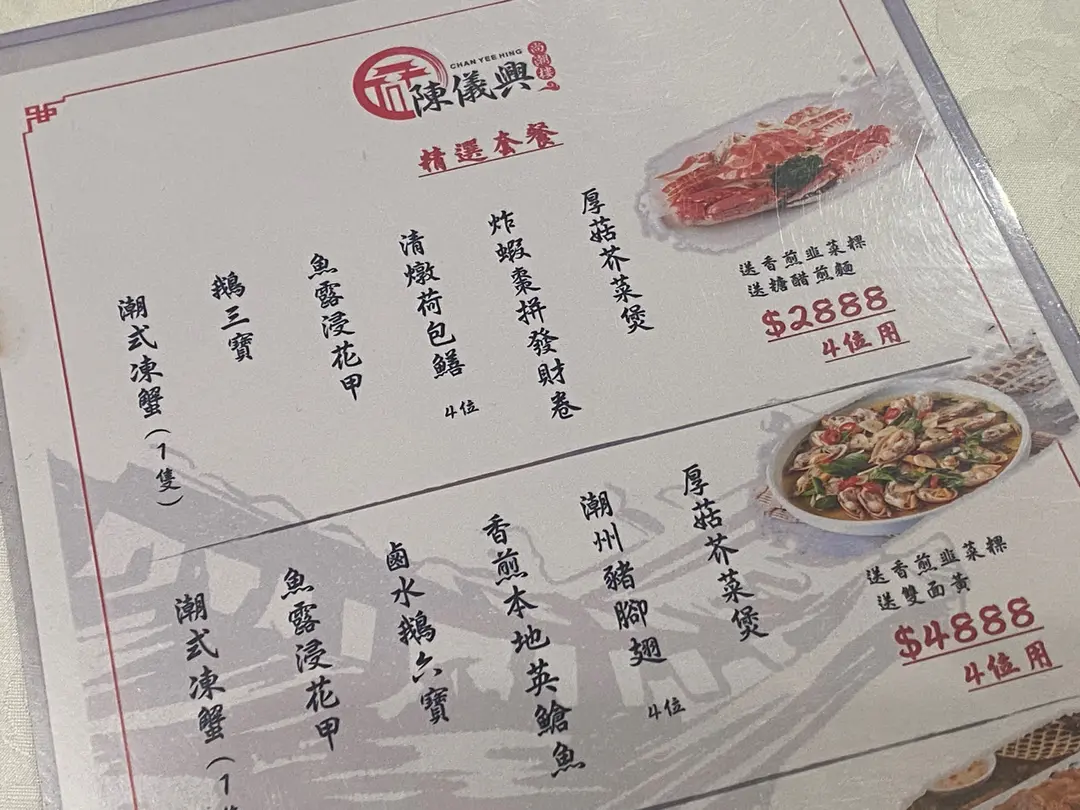 CHAN YEE HING
陳儀興
尚潮樓
精選套餐
潮式凍蟹(1隻)
鵝三寶
魚露浸花甲
清燉荷包鱔
4位
炸蝦棗拼發財卷
厚菇芥菜煲
送香煎韭菜粿
送糖醋煎麵
$2888
4位用
潮式凍蟹(1
魚露浸花甲
鹵水鵝六寶
香煎本地英鎗魚
潮州豬腳翅
4位
厚菇芥菜煲
送香煎韭菜粿
送雙面黃
$4888
4位用